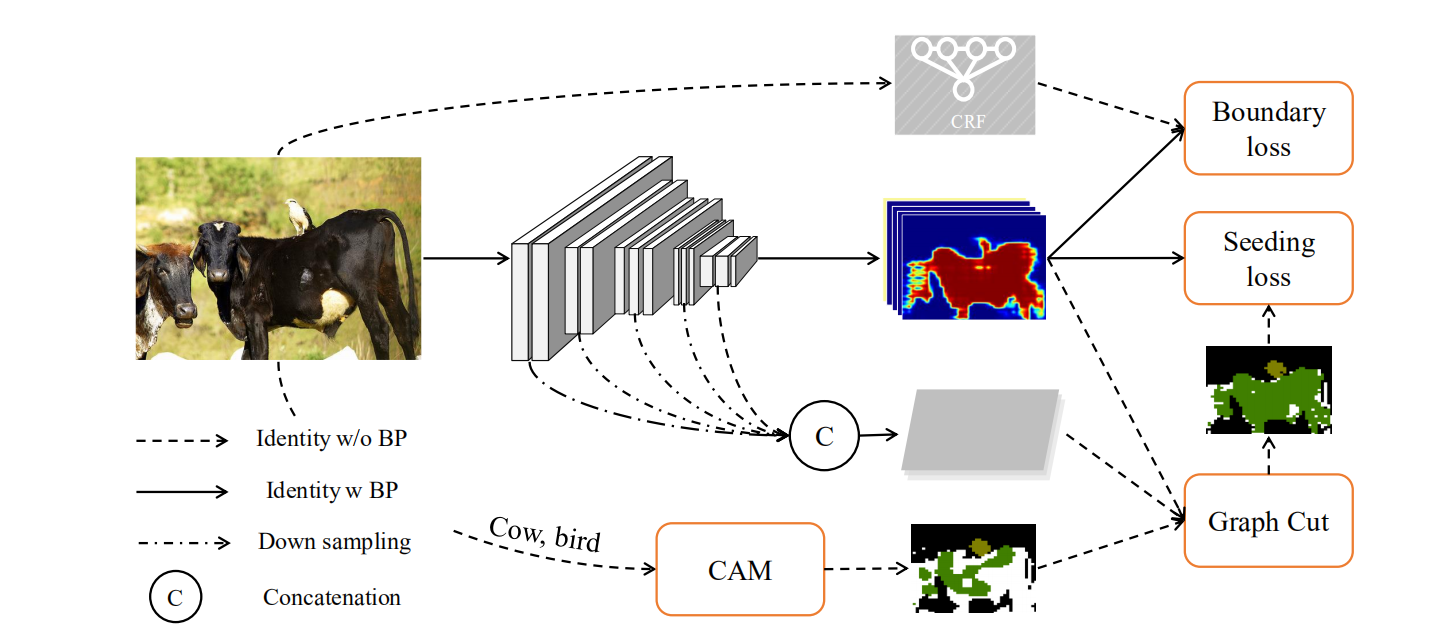 CRF
Boundary
loss
Seeding
loss
C
Identity w/o BP
Identity w BP
Down sampling
C
Concatenation
Cow, bird
CAM
Graph Cut